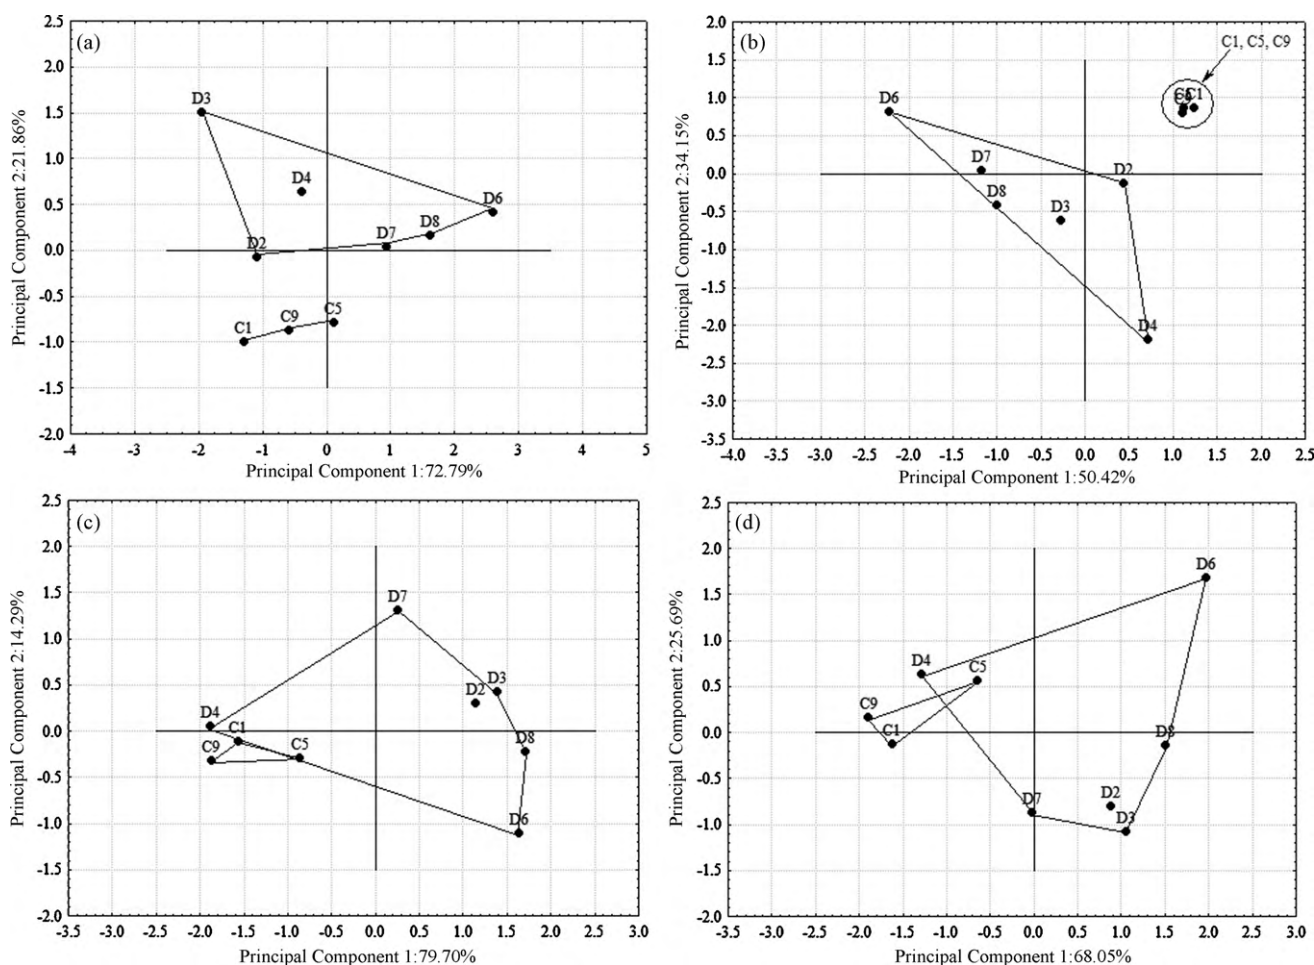 (a)
2.5
2.0
1.5
1.0
0.5
0.0
-0.5
-1.0
-1.5
-2.0
Principal Component 2:21.86%
D3
D4
D6
D8
D7
D2
C5
C9
C1
-4 -3 -2 -1 0 1 2 3 4 5
Principal Component 1:72.79%
(b)
2.0
1.5
1.0
0.5
0.0
-0.5
-1.0
-1.5
-2.0
-2.5
-3.0
-3.5
Principal Component 2:34.15%
C1, C5, C9
C5 C1
C9
D6
D7
D2
D8
D3
D4
-4.0 -3.5 -3.0 -2.5 -2.0 -1.5 -1.0 -0.5 0.0 0.5 1.0 1.5 2.0 2.5
Principal Component 1:50.42%
(c)
2.5
2.0
1.5
1.0
0.5
0.0
-0.5
-1.0
-1.5
-2.0
Principal Component 2:14.29%
D7
D3
D2
D4
C1
C9
C5
D8
D6
-3.5 -3.0 -2.5 -2.0 -1.5 -1.0 -0.5 0.0 0.5 1.0 1.5 2.0 2.5 3.0
Principal Component 1:79.70%
(d)
2.5
2.0
1.5
1.0
0.5
0.0
-0.5
-1.0
-1.5
-2.0
Principal Component 2:25.69%
D6
D4
C5
C9
C1
D8
D2
D7
D3
-3.5 -3.0 -2.5 -2.0 -1.5 -1.0 -0.5 0.0 0.5 1.0 1.5 2.0 2.5 3.0
Principal Component 1:68.05%